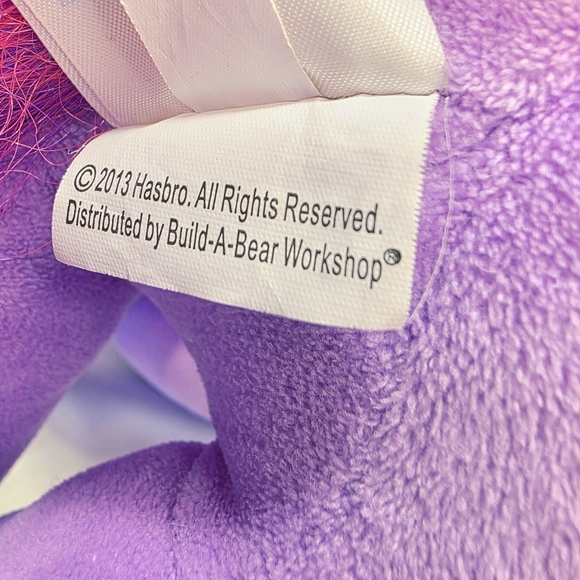 © 2013 Hasbro. All Rights Reserved.
Distributed by Build-A-Bear Workshop®